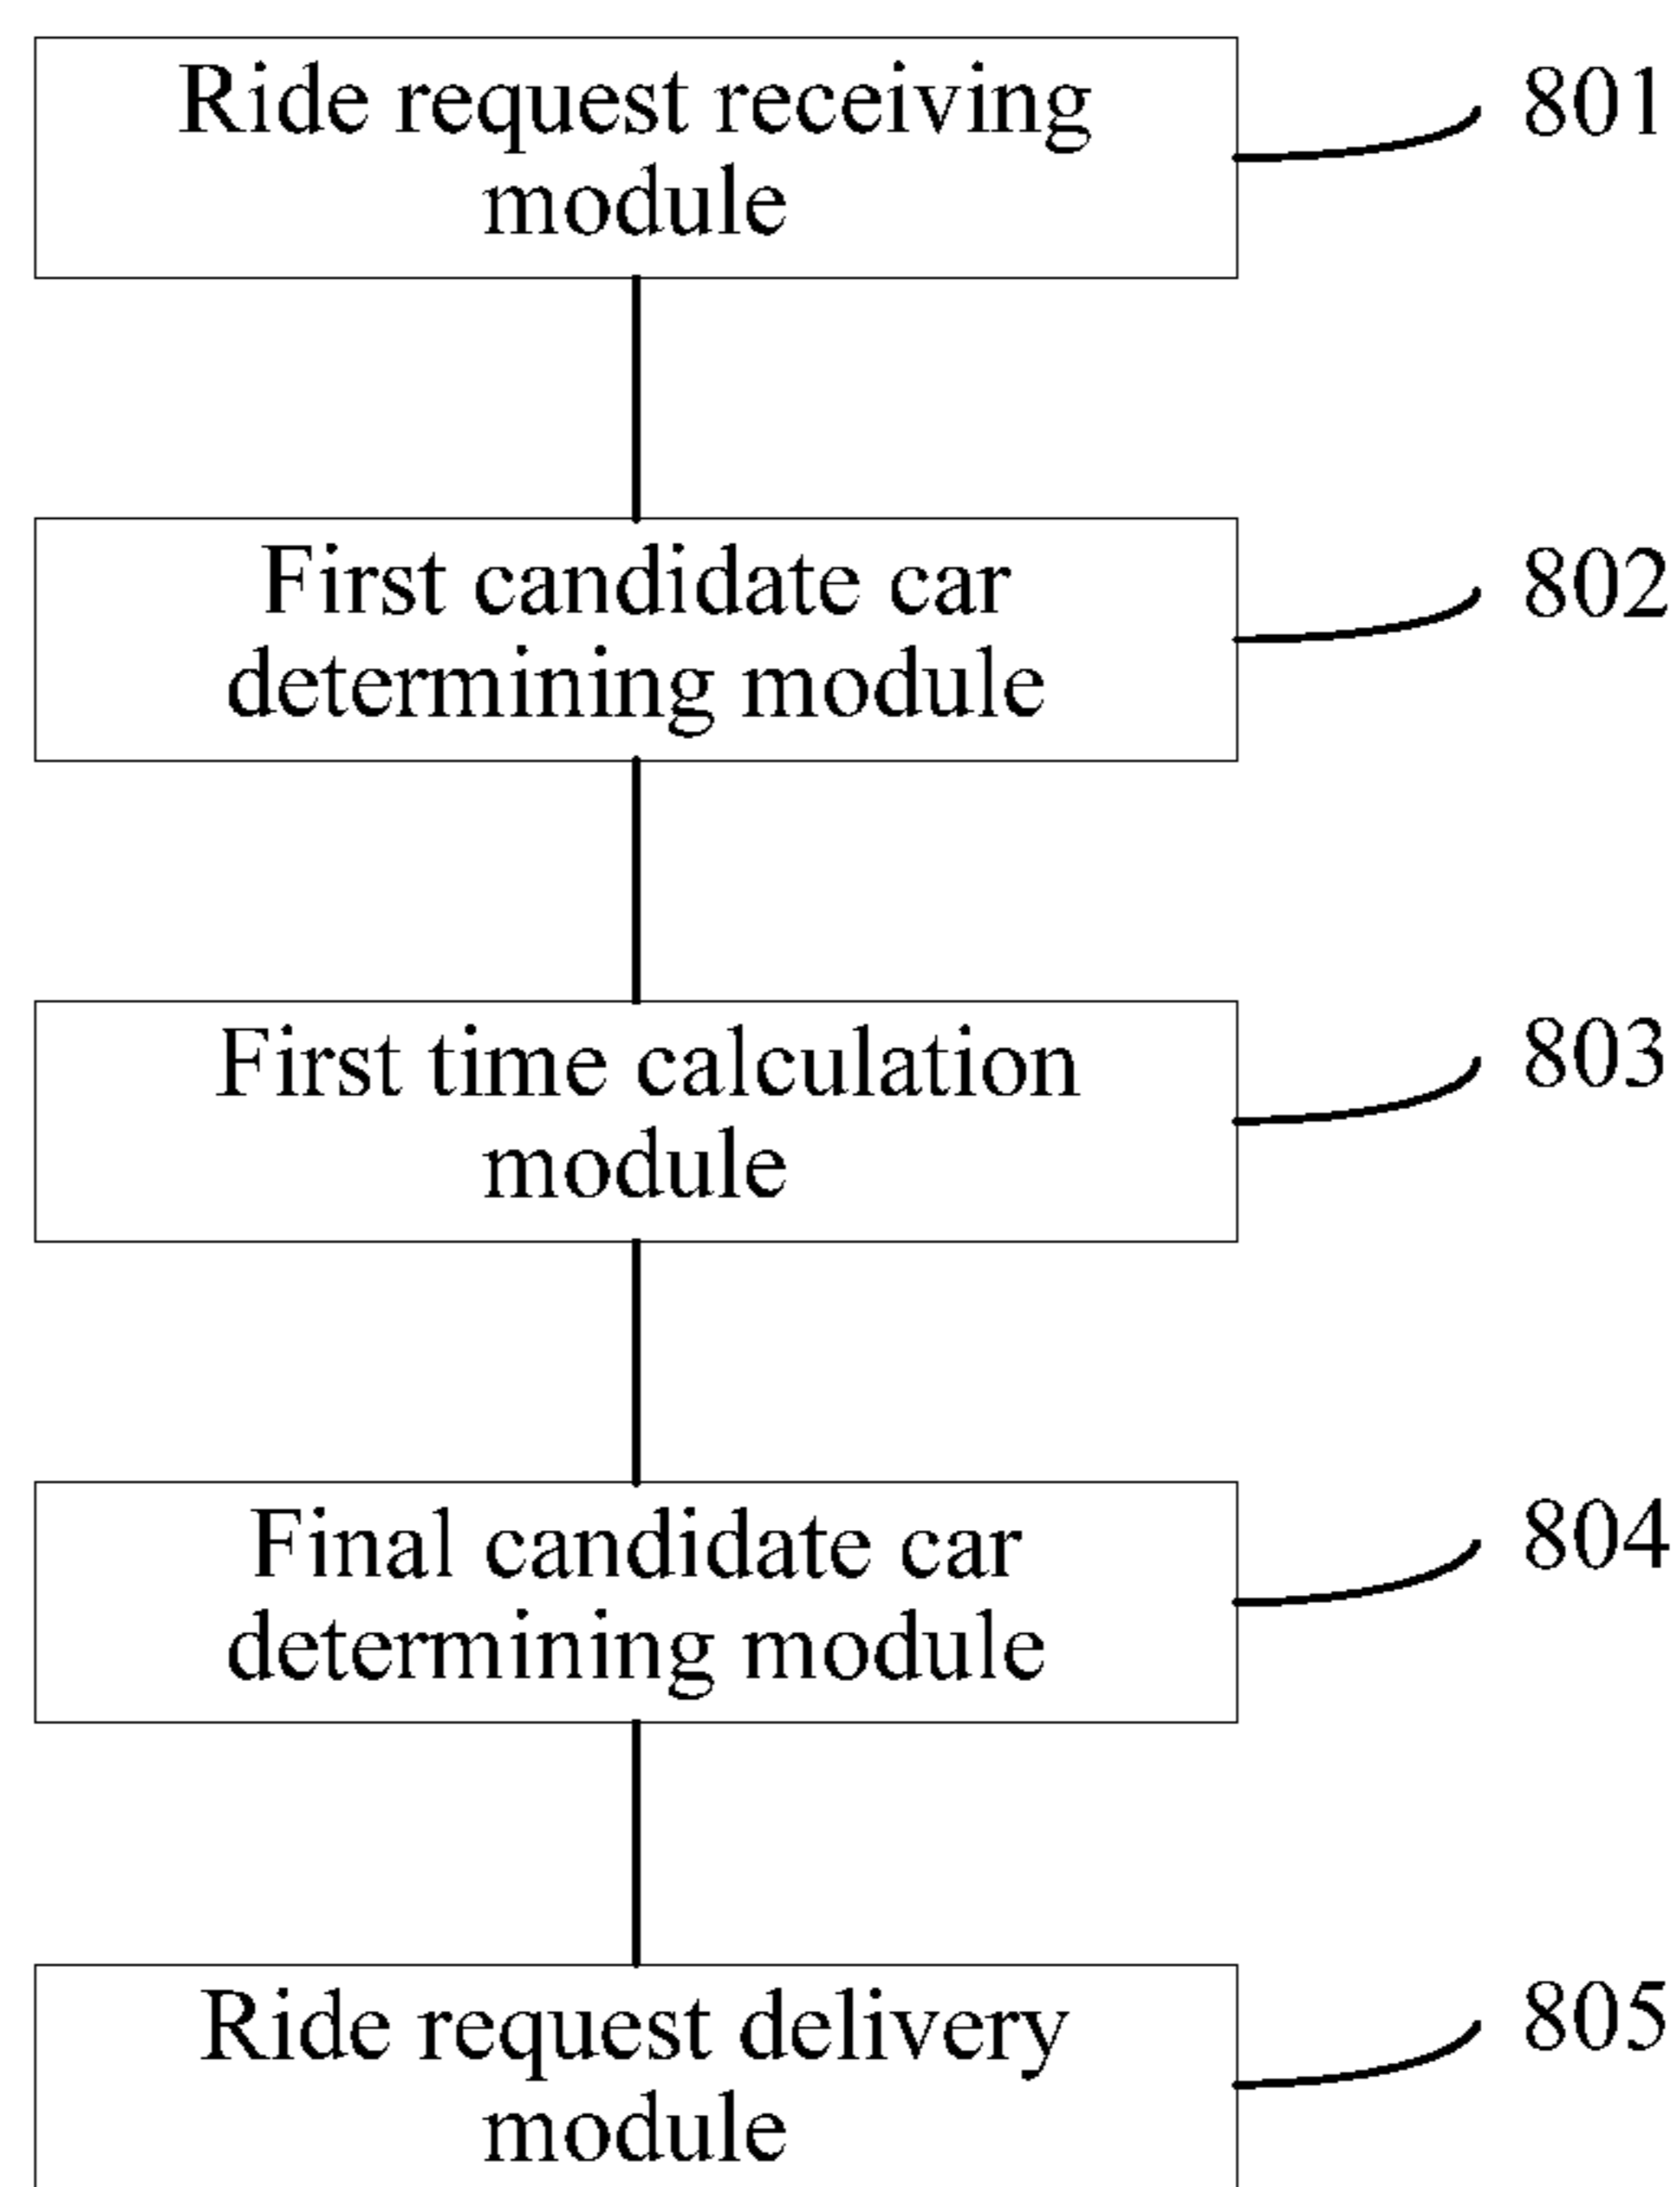 Ride request receiving
module
801
First candidate car
determining module
802
First time calculation
module
803
Final candidate car
determining module
804
Ride request delivery
module
805